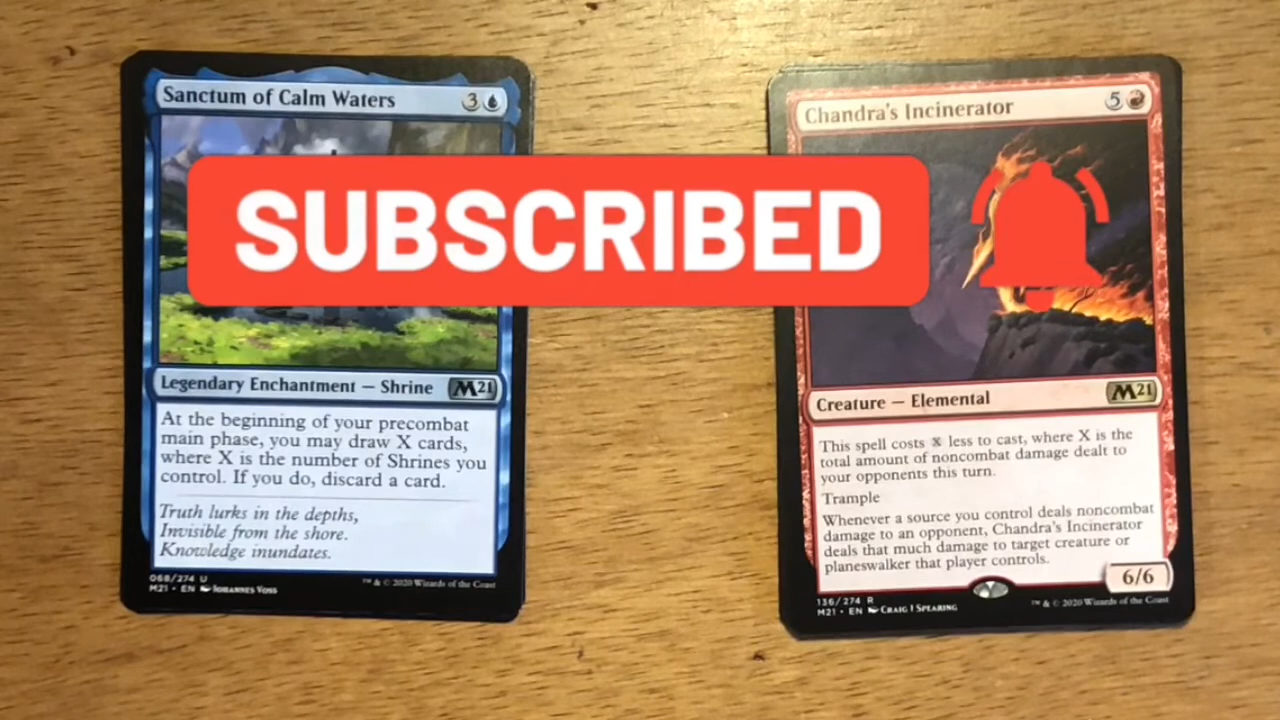 Sanctum of Calm Waters 3
SUBSCRIBED
Legendary Enchantment — Shrine M21
At the beginning of your precombat
main phase, you may draw X cards,
where X is the number of Shrines you
control. If you do, discard a card.
Truth lurks in the depths,
Invisible from the shore.
Knowledge inundates.
068/274 U
M21 • EN Johannes Voss
™ & © 2020 Wizards of the Coast
Chandra's Incinerator 5
Creature — Elemental M21
This spell costs X less to cast, where X is the
total amount of noncombat damage dealt to
your opponents this turn.
Trample
Whenever a source you control deals noncombat
damage to an opponent, Chandra's Incinerator
deals that much damage to target creature or
planeswalker that player controls.
6/6
136/274 R
M21 • EN Craig J Spearing
™ & © 2020 Wizards of the Coast